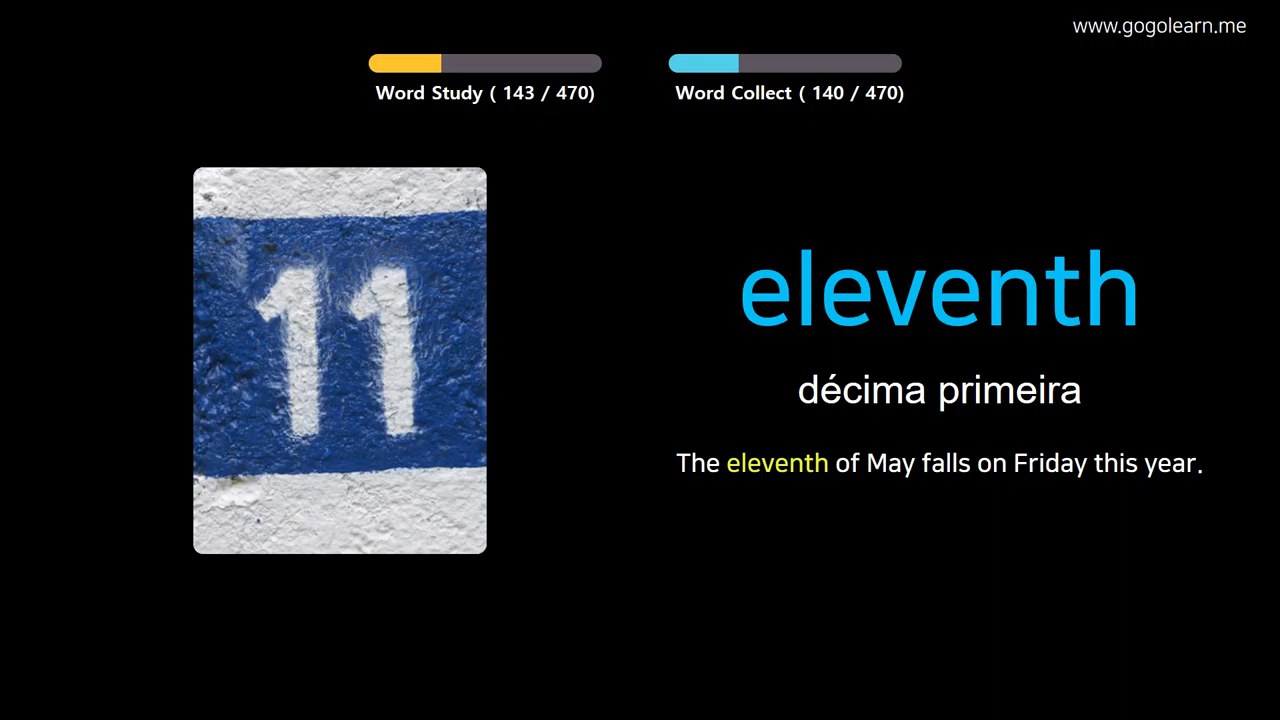 www.gogolearn.me
Word Study ( 143 / 470)
Word Collect ( 140 / 470)
11
eleventh
décima primeira
The eleventh of May falls on Friday this year.